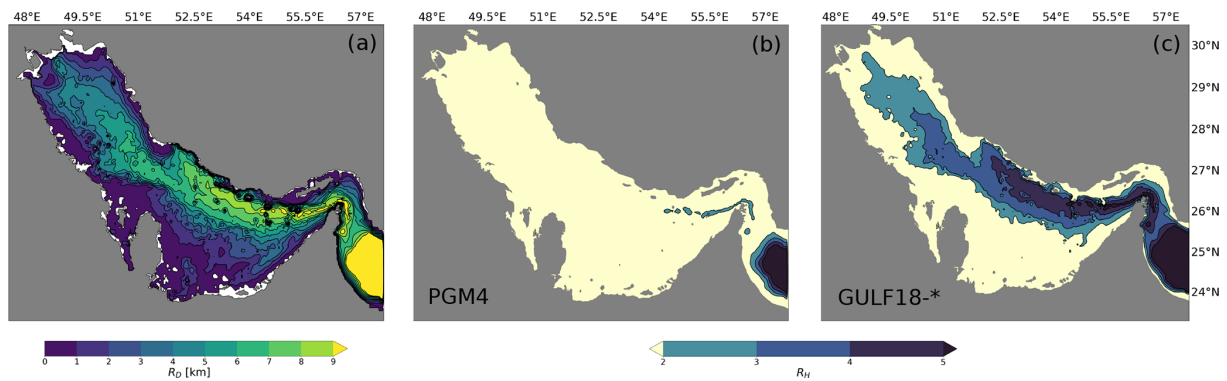 48°E 49.5°E 51°E 52.5°E 54°E 55.5°E 57°E 48°E 49.5°E 51°E 52.5°E 54°E 55.5°E 57°E 48°E 49.5°E 51°E 52.5°E 54°E 55.5°E 57°E
(a) (b) (c)
30°N
29°N
28°N
27°N
26°N
25°N
24°N
PGM4 GULF18-*
0 1 2 3 4 5 6 7 8 9 2 3 4 5
R_D [km] R_H